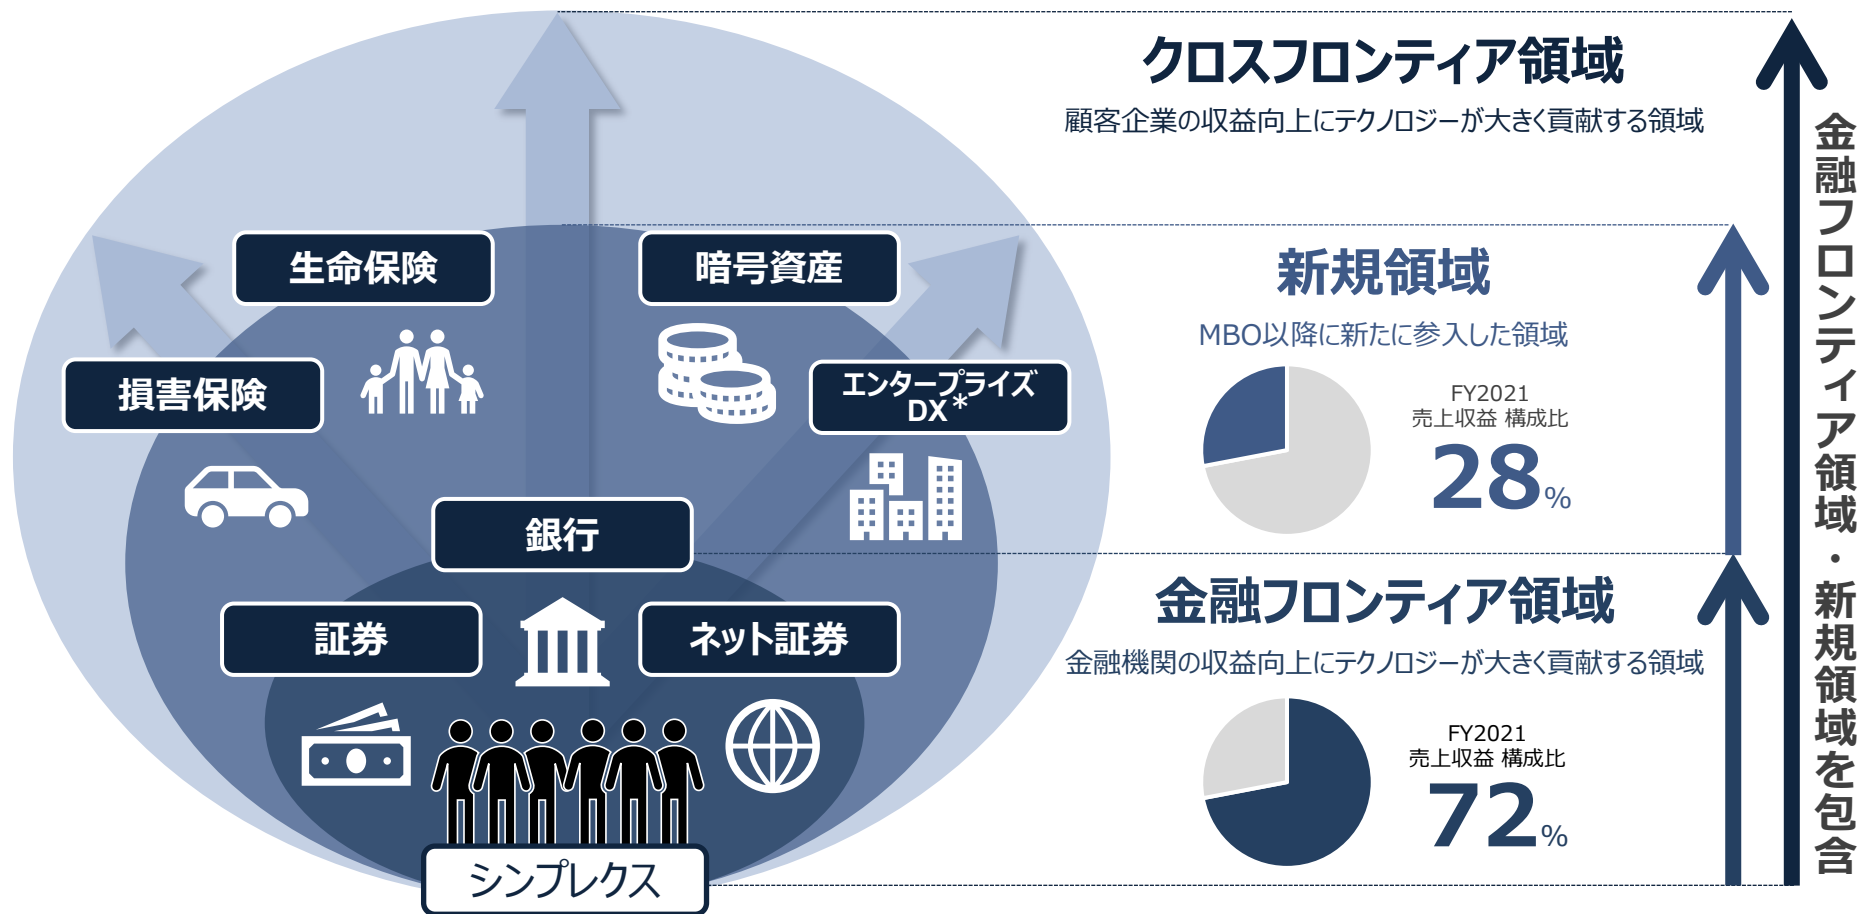 クロスフロンティア領域
顧客企業の収益向上にテクノロジーが大きく貢献する領域
生命保険
暗号資産
損害保険
エンタープライズ
DX*
新規領域
MBO以降に新たに参入した領域
FY2021
売上収益 構成比
28%
銀行
証券
ネット証券
シンプレクス
金融フロンティア領域
金融機関の収益向上にテクノロジーが大きく貢献する領域
FY2021
売上収益 構成比
72%
金融フロンティア領域・新規領域を包含